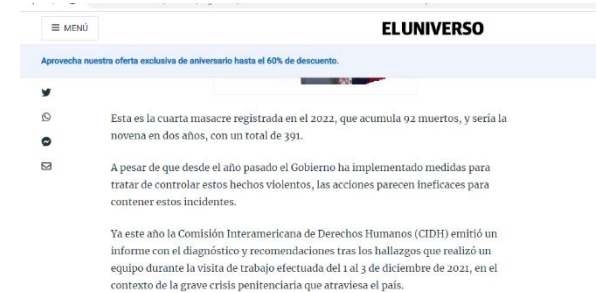 MENÚ
EL UNIVERSO
Aprovecha nuestra oferta exclusiva de aniversario hasta el 60% de descuento.
Esta es la cuarta masacre registrada en el 2022, que acumula 92 muertos, y sería la
novena en dos años, con un total de 391.
A pesar de que desde el año pasado el Gobierno ha implementado medidas para
tratar de controlar estos hechos violentos, las acciones parecen ineficaces para
contener estos incidentes.
Ya este año la Comisión Interamericana de Derechos Humanos (CIDH) emitió un
informe con el diagnóstico y recomendaciones tras los hallazgos que realizó un
equipo durante la visita de trabajo efectuada del 1 al 3 de diciembre de 2021, en el
contexto de la grave crisis penitenciaria que atraviesa el país.